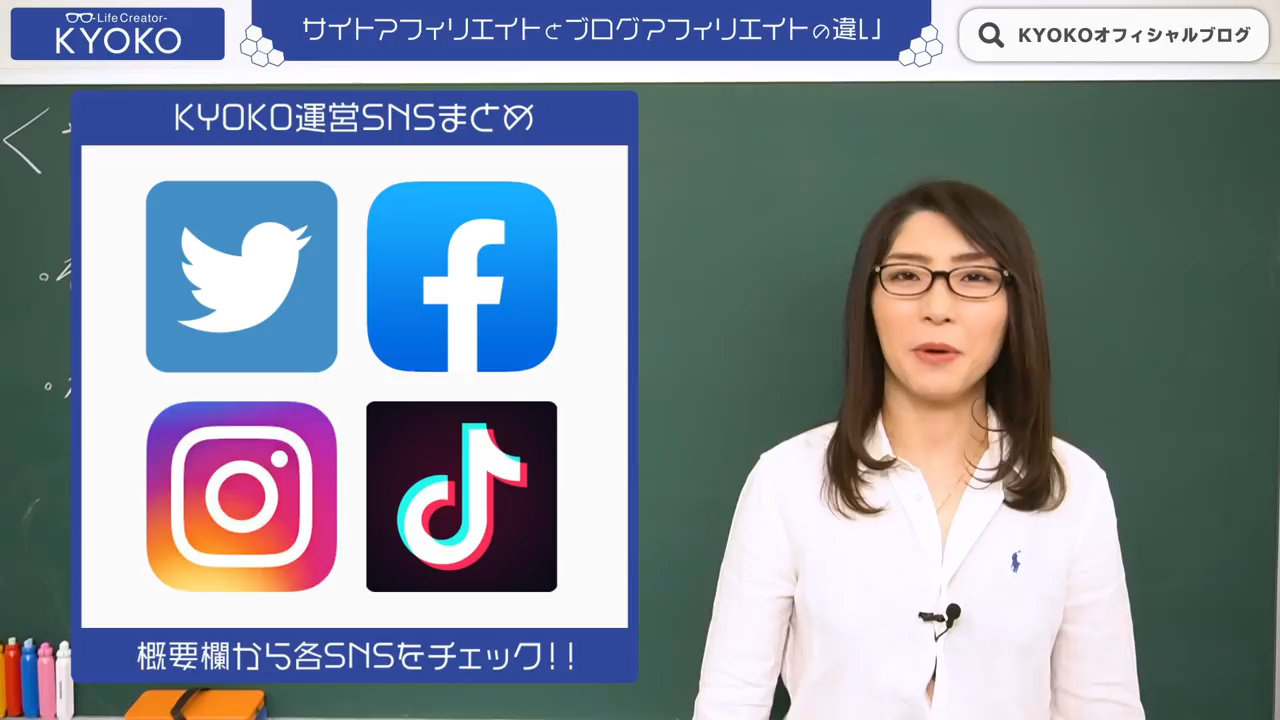 -Life Creator-
KYOKO
サイトアフィリエイトとブログアフィリエイトの違い
KYOKOオフィシャルブログ
KYOKO運営SNSまとめ
概要欄から各SNSをチェック!!